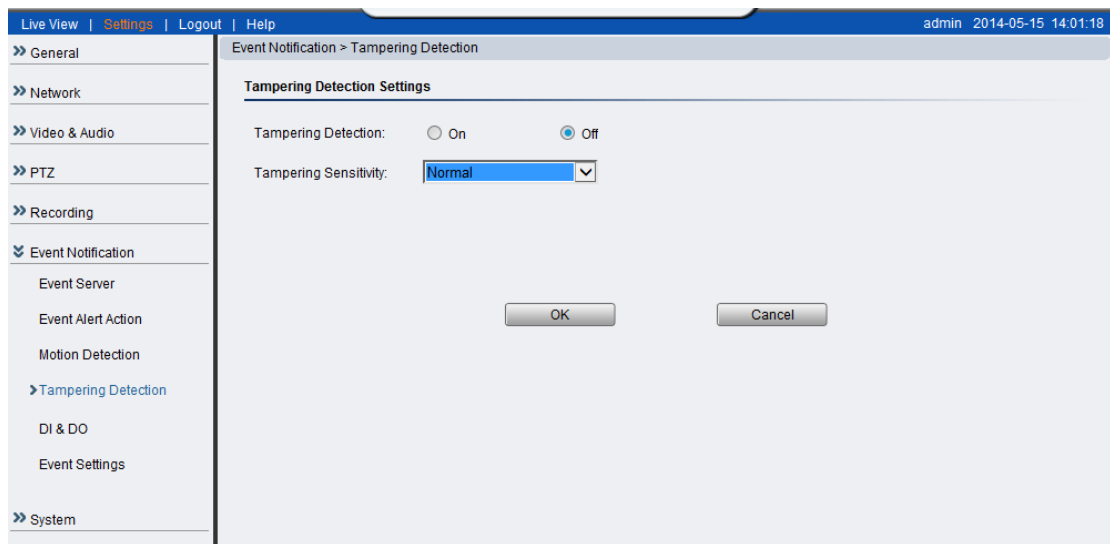 Live View | Settings | Logout | Help
admin 2014-05-15 14:01:18
General
Network
Video & Audio
PTZ
Recording
Event Notification
Event Server
Event Alert Action
Motion Detection
Tampering Detection
DI & DO
Event Settings
System
Event Notification > Tampering Detection
Tampering Detection Settings
Tampering Detection: On Off
Tampering Sensitivity: Normal
OK Cancel